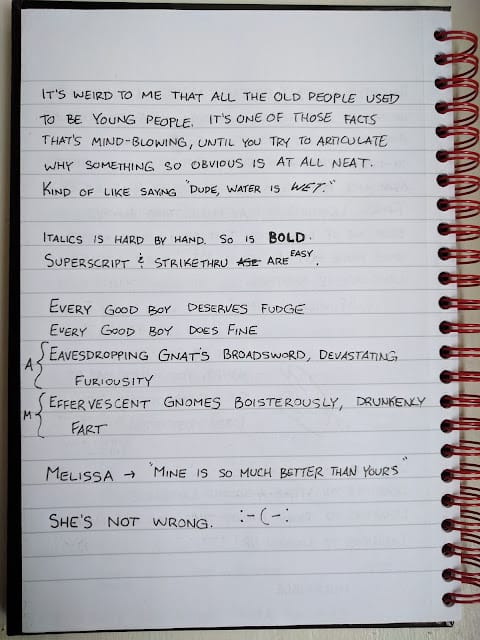 IT'S WEIRD TO ME THAT ALL THE OLD PEOPLE USED
TO BE YOUNG PEOPLE. IT'S ONE OF THOSE FACTS
THAT'S MIND-BLOWING, UNTIL YOU TRY TO ARTICULATE
WHY SOMETHING SO OBVIOUS IS AT ALL NEAT.
KIND OF LIKE SAYNG "DUDE, WATER IS WET."
ITALICS IS HARD BY HAND. SO IS BOLD.
SUPERSCRIPT & STRIKETHRU ARE EASY.
EVERY GOOD BOY DESERVES FUDGE
EVERY GOOD BOY DOES FINE
A { EAVESDROPPING GNAT'S BROADSWORD, DEVASTATING
FURIOUSITY
M { EFFERVESCENT GNOMES BOISTEROUSLY, DRUNKENLY
FART
MELISSA → "MINE IS SO MUCH BETTER THAN YOURS"
SHE'S NOT WRONG. :-(-: